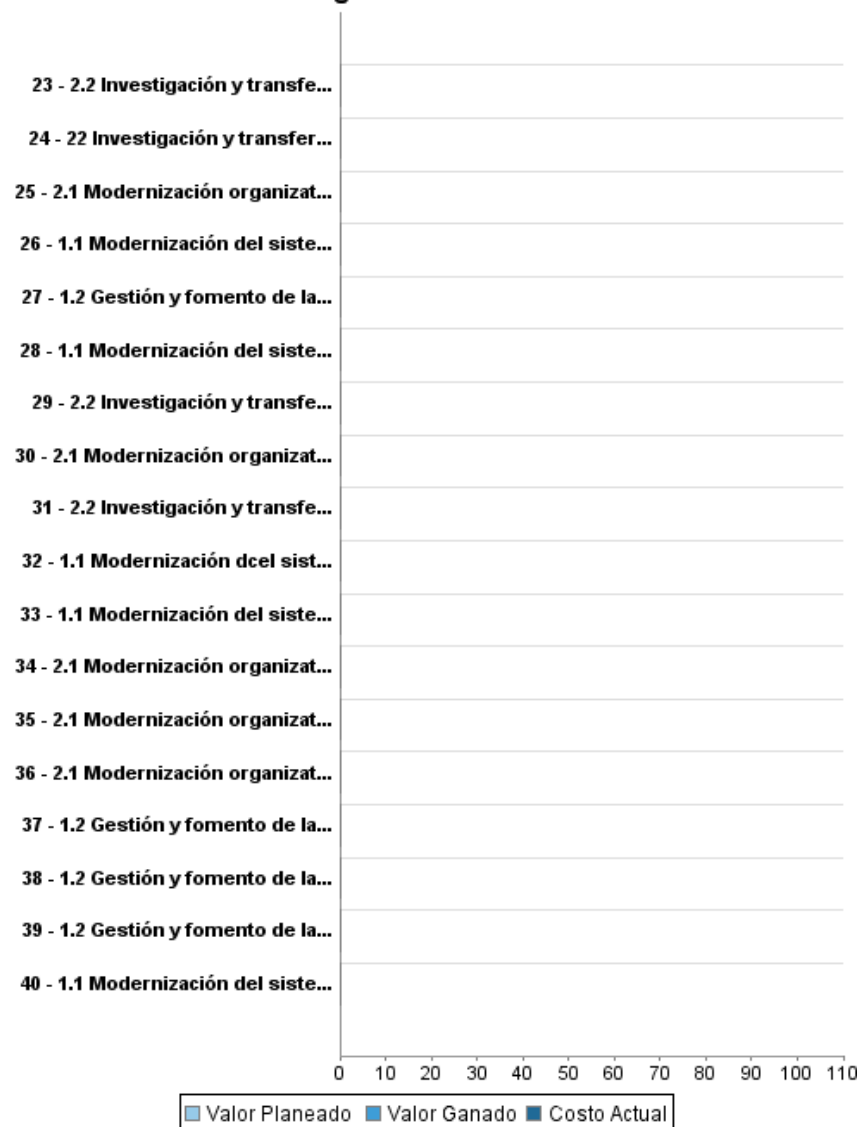 23 - 2.2 Investigación y transfe...
24 - 22 Investigación y transfer...
25 - 2.1 Modernización organizat...
26 - 1.1 Modernización del siste...
27 - 1.2 Gestión y fomento de la...
28 - 1.1 Modernización del siste...
29 - 2.2 Investigación y transfe...
30 - 2.1 Modernización organizat...
31 - 2.2 Investigación y transfe...
32 - 1.1 Modernización dcel sist...
33 - 1.1 Modernización del siste...
34 - 2.1 Modernización organizat...
35 - 2.1 Modernización organizat...
36 - 2.1 Modernización organizat...
37 - 1.2 Gestión y fomento de la...
38 - 1.2 Gestión y fomento de la...
39 - 1.2 Gestión y fomento de la...
40 - 1.1 Modernización del siste...
0 10 20 30 40 50 60 70 80 90 100 110
Valor Planeado Valor Ganado Costo Actual